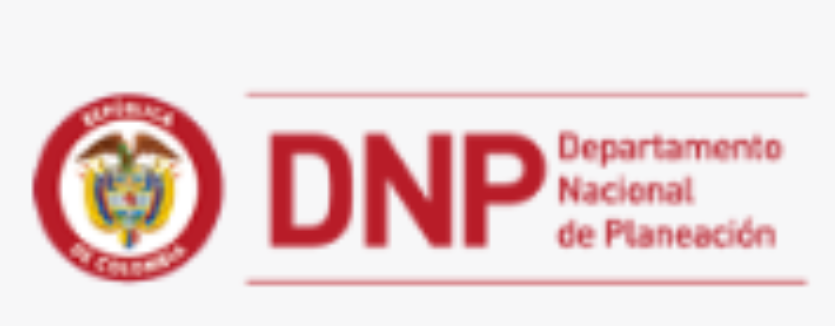 REPÚBLICA
DE COLOMBIA
DNP
Departamento
Nacional
de Planeación